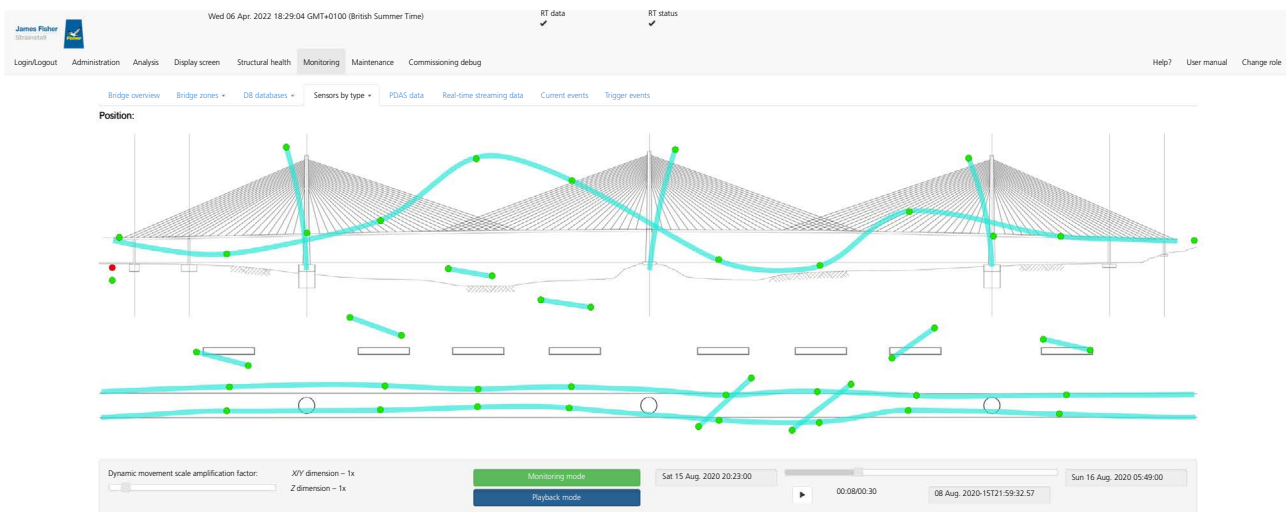 Wed 06 Apr. 2022 18:29:04 GMT+0100 (British Summer Time)
RT data
RT status
✔
✔
James Fisher
Strainstall
Fisher
Login/Logout Administration Analysis Display screen Structural health Monitoring Maintenance Commissioning debug Help? User manual Change role
Bridge overview Bridge zones D8 databases Sensors by type PDAS data Real-time streaming data Current events Trigger events
Position:
Dynamic movement scale amplification factor: X/Y dimension – 1x
Z dimension – 1x
Monitoring mode
Playback mode
Sat 15 Aug. 2020 20:23:00
Sun 16 Aug. 2020 05:49:00
00:08/00:30
08 Aug. 2020-15T21:59:32.57